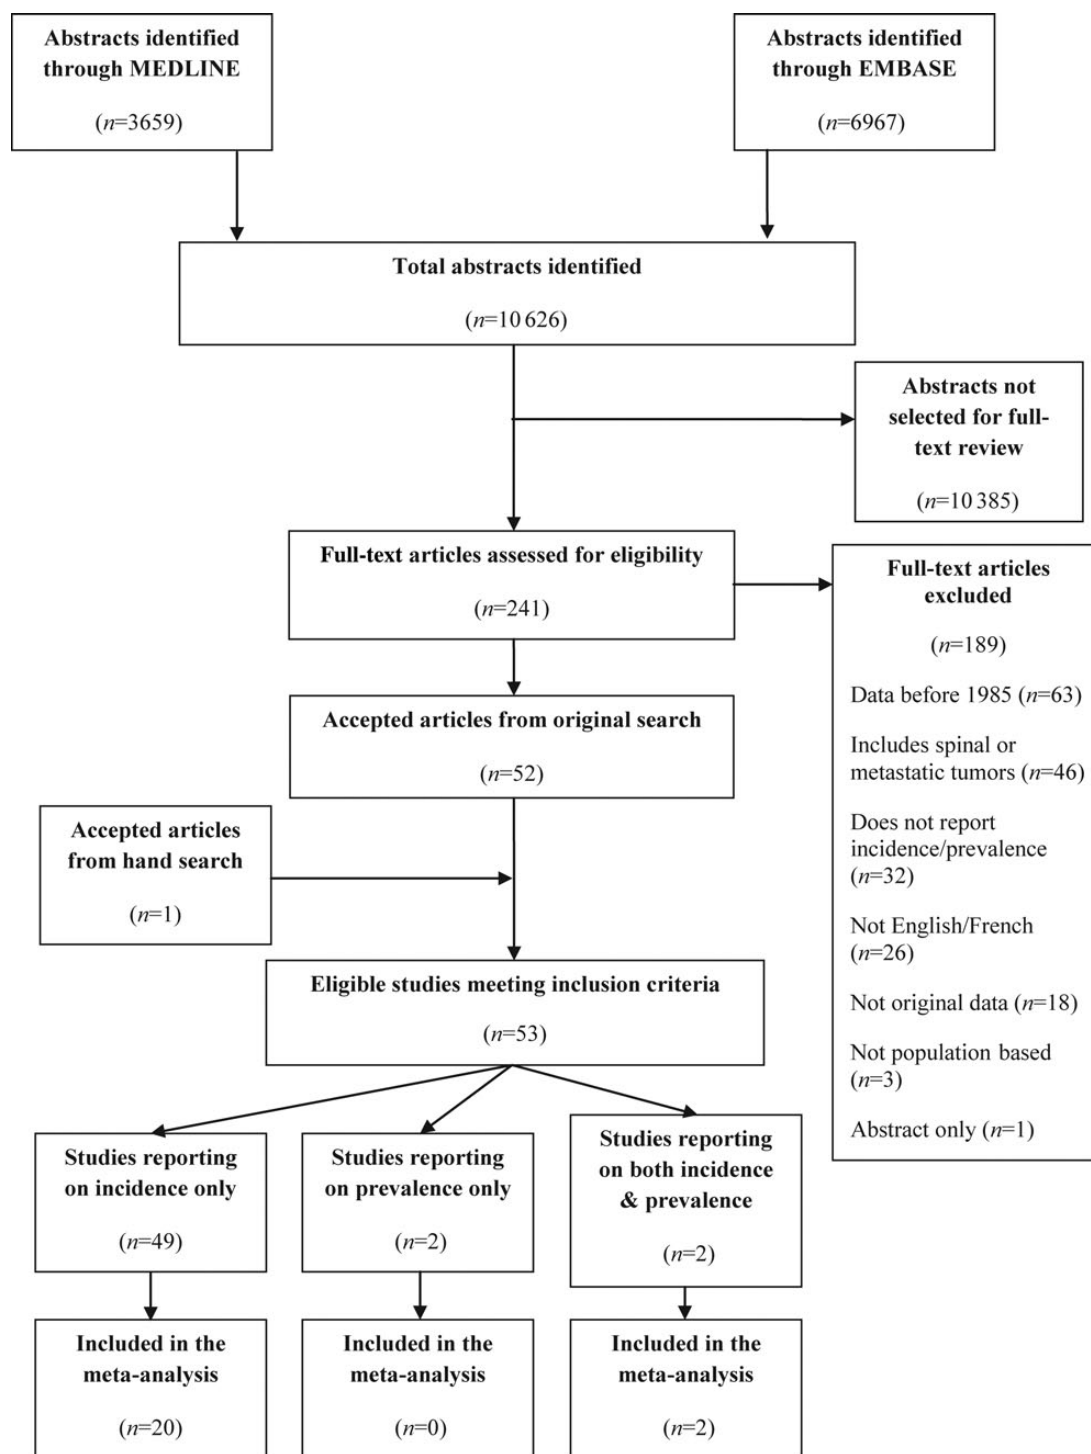 Abstracts identified
through MEDLINE
(n=3659)
Abstracts identified
through EMBASE
(n=6967)
Total abstracts identified
(n=10 626)
Abstracts not
selected for full-
text review
(n=10 385)
Full-text articles assessed for eligibility
(n=241)
Full-text articles
excluded
(n=189)
Data before 1985 (n=63)
Includes spinal or
metastatic tumors (n=46)
Does not report
incidence/prevalence
(n=32)
Not English/French
(n=26)
Not original data (n=18)
Not population based
(n=3)
Abstract only (n=1)
Accepted articles from original search
(n=52)
Accepted articles
from hand search
(n=1)
Eligible studies meeting inclusion criteria
(n=53)
Studies reporting
on incidence only
(n=49)
Studies reporting
on prevalence only
(n=2)
Studies reporting
on both incidence
& prevalence
(n=2)
Included in the
meta-analysis
(n=20)
Included in the
meta-analysis
(n=0)
Included in the
meta-analysis
(n=2)